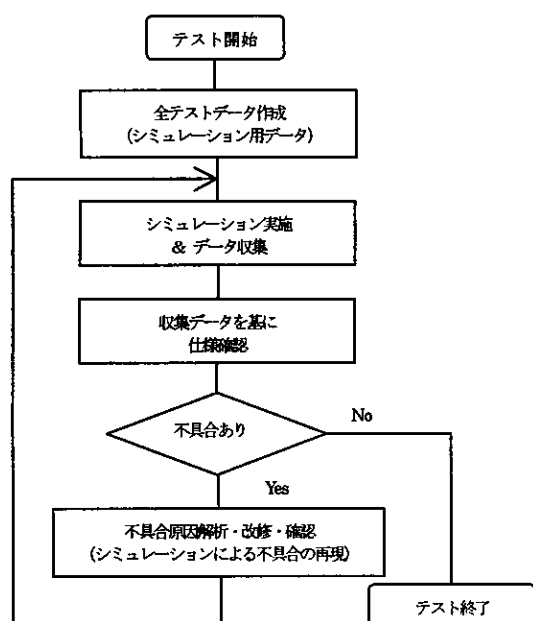 テスト開始
全テストデータ作成
(シミュレーション用データ)
シミュレーション実施
& データ収集
収集データを基に
仕様確認
不具合あり
No
Yes
不具合原因解析・改修・確認
(シミュレーションによる不具合の再現)
テスト終了